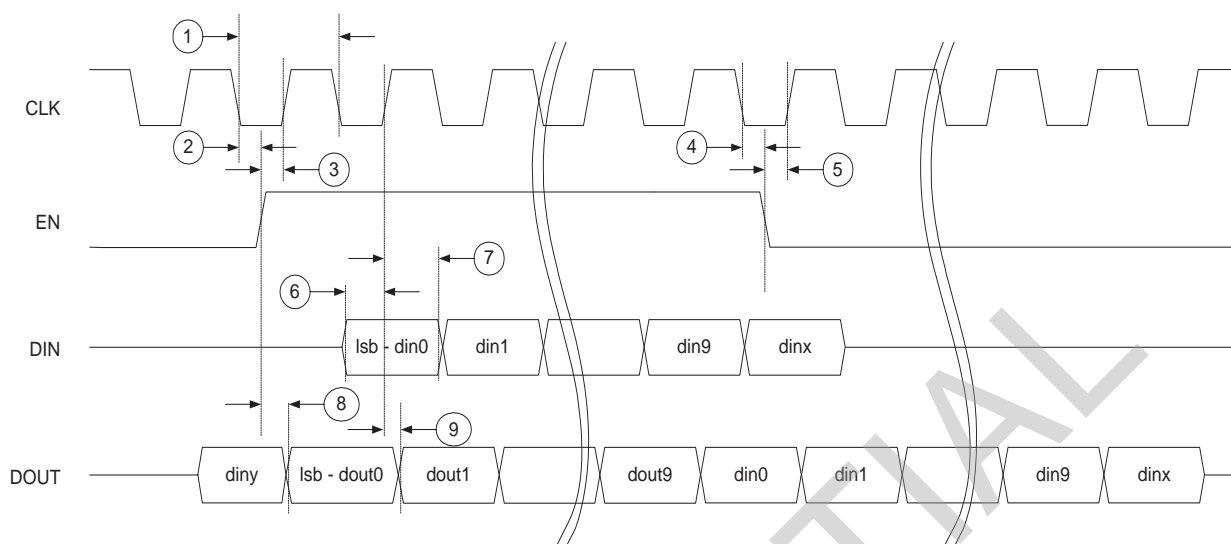 1
CLK
2
3
4
5
EN
6
7
DIN
lsb - din0
din1
din9
dinx
8
9
DOUT
diny
lsb - dout0
dout1
dout9
din0
din1
din9
dinx
TIAL